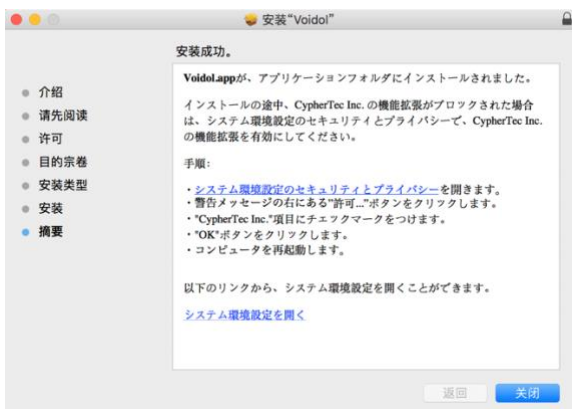 安装“Voidol”
安装成功。
介绍
请先阅读
许可
目的宗卷
安装类型
安装
摘要
Voidol.appが、アプリケーションフォルダにインストールされました。
インストールの途中、CypherTec Inc. の機能拡張がブロックされた場合
は、システム環境設定のセキュリティとプライバシーで、CypherTec Inc.
の機能拡張を有効にしてください。
手順:
・システム環境設定のセキュリティとプライバシーを開きます。
・警告メッセージの右にある"許可..."ボタンをクリックします。
・"CypherTec Inc."項目にチェックマークをつけます。
・"OK"ボタンをクリックします。
・コンピュータを再起動します。
以下のリンクから、システム環境設定を開くことができます。
システム環境設定を開く
返回
关闭